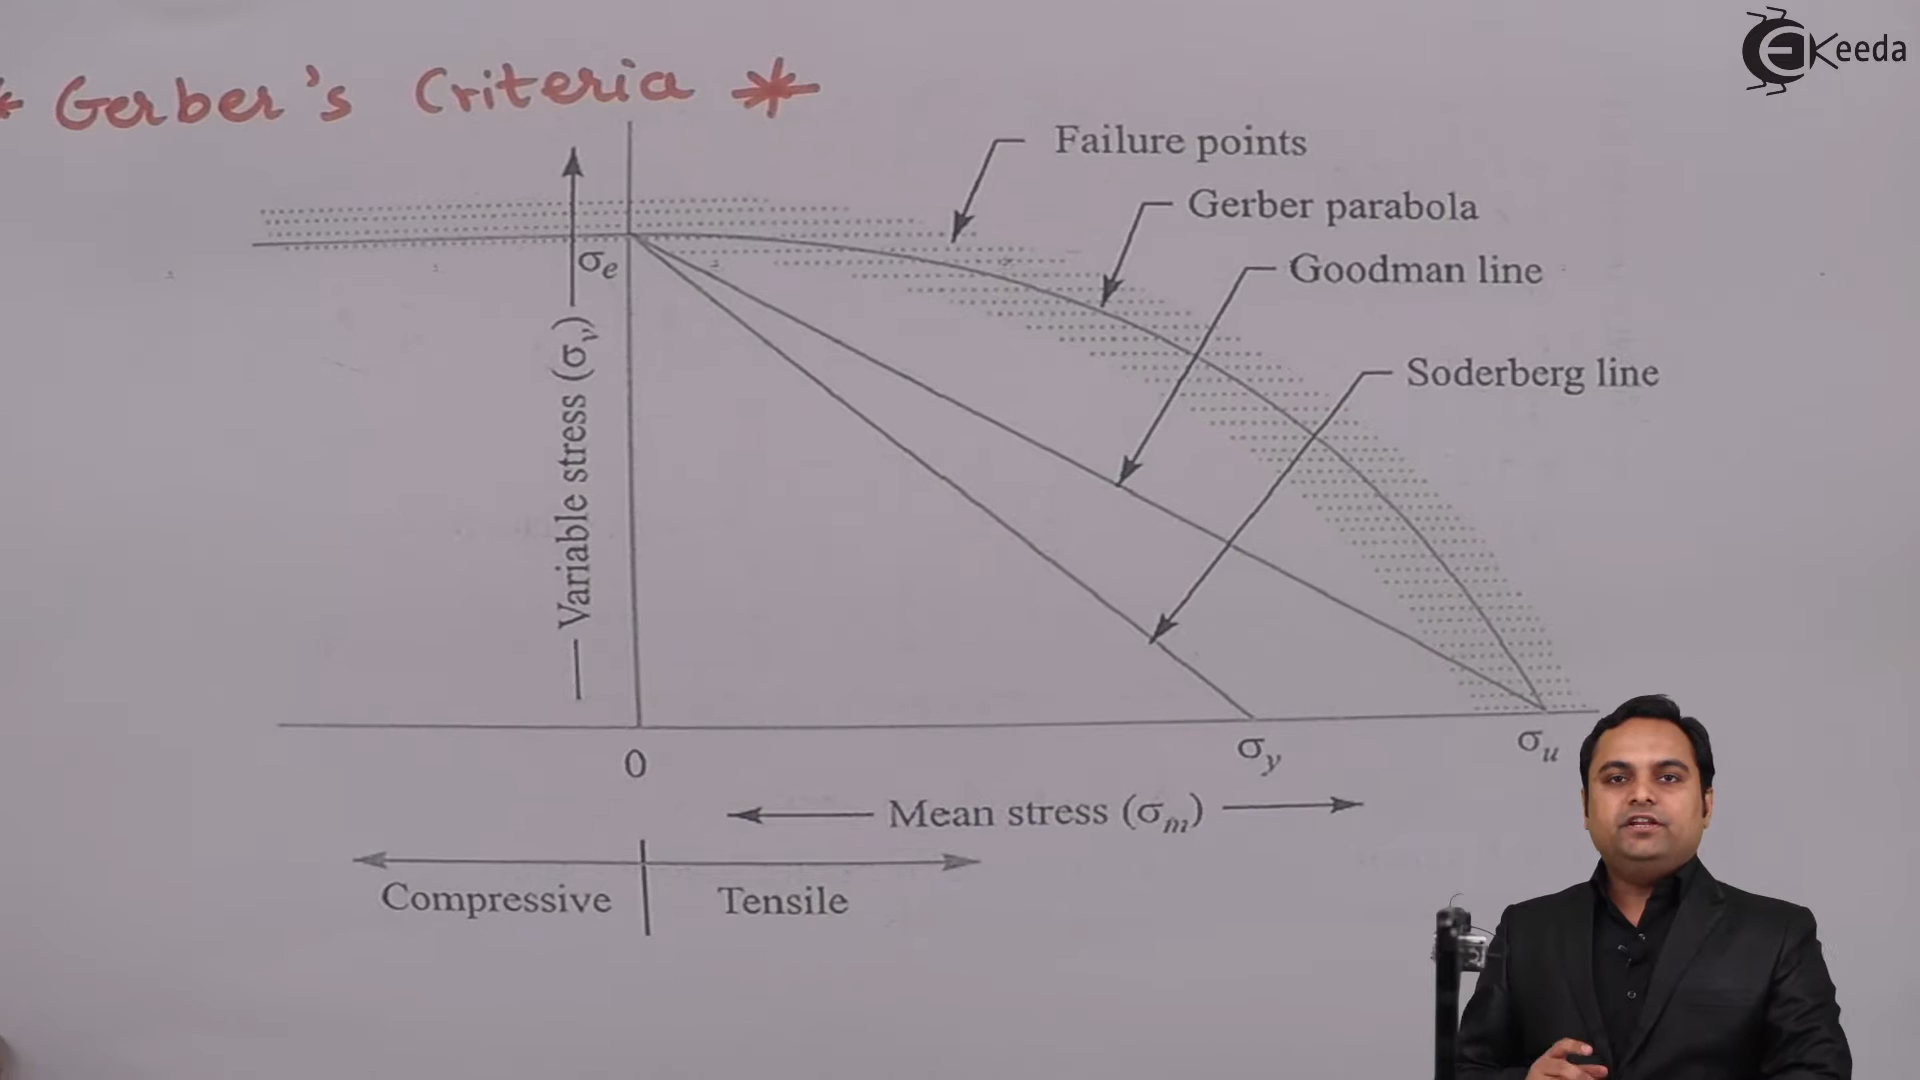 Keeda
* Gerber's Criteria *
Failure points
Gerber parabola
σe
Goodman line
Variable stress (σv)
Soderberg line
0
σy
σu
Mean stress (σm)
Compressive
Tensile